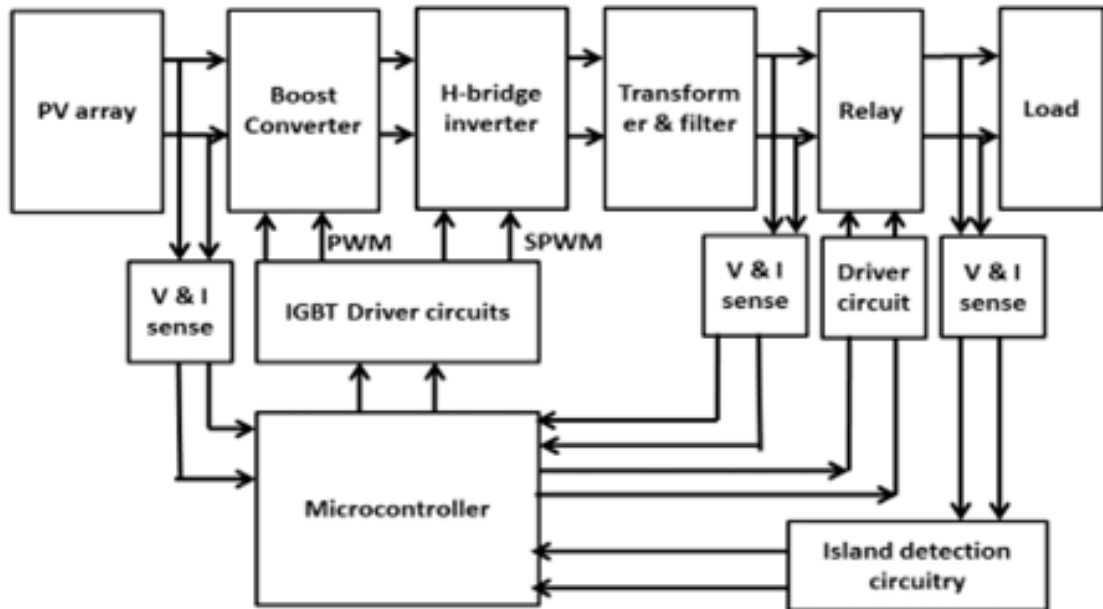 PV array
Boost
Converter
H-bridge
inverter
Transform
er & filter
Relay
Load
PWM
SPWM
V & I
sense
IGBT Driver circuits
V & I
sense
Driver
circuit
V & I
sense
Microcontroller
Island detection
circuitry